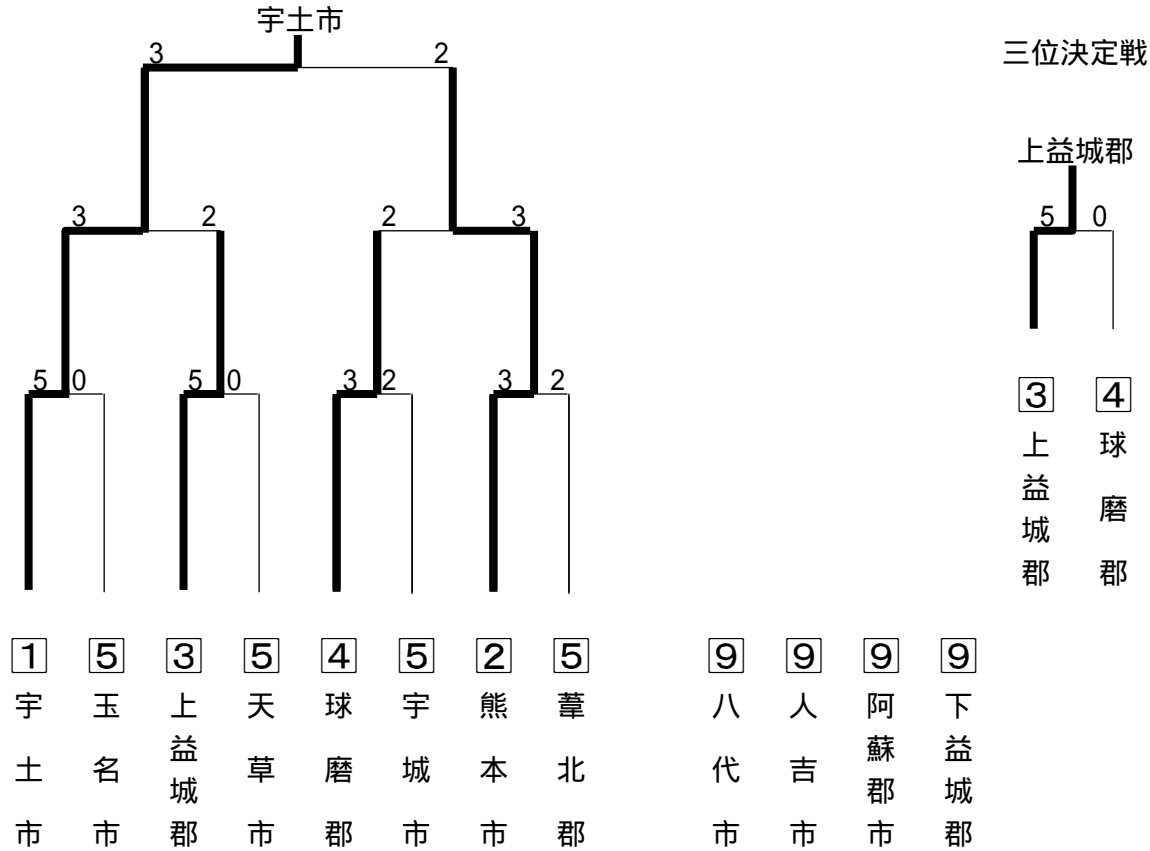 宇土市
3 2
三位決定戦
上益城郡
3 2 2 3
5 0
5 0 5 0 3 2 3 2
3 上益城郡
4 球磨郡
1 宇土市
5 玉名市
3 上益城郡
5 天草市
4 球磨郡
5 宇城市
2 熊本市
5 葦北郡
9 八代市
9 人吉市
9 阿蘇郡市
9 下益城郡